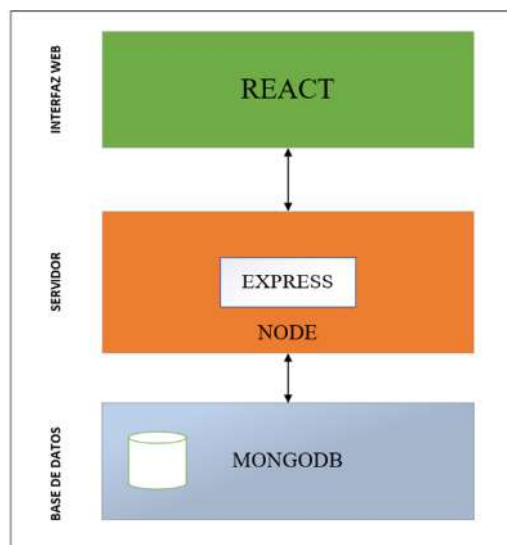 INTERFAZ WEB
REACT
SERVIDOR
EXPRESS
NODE
BASE DE DATOS
MONGODB